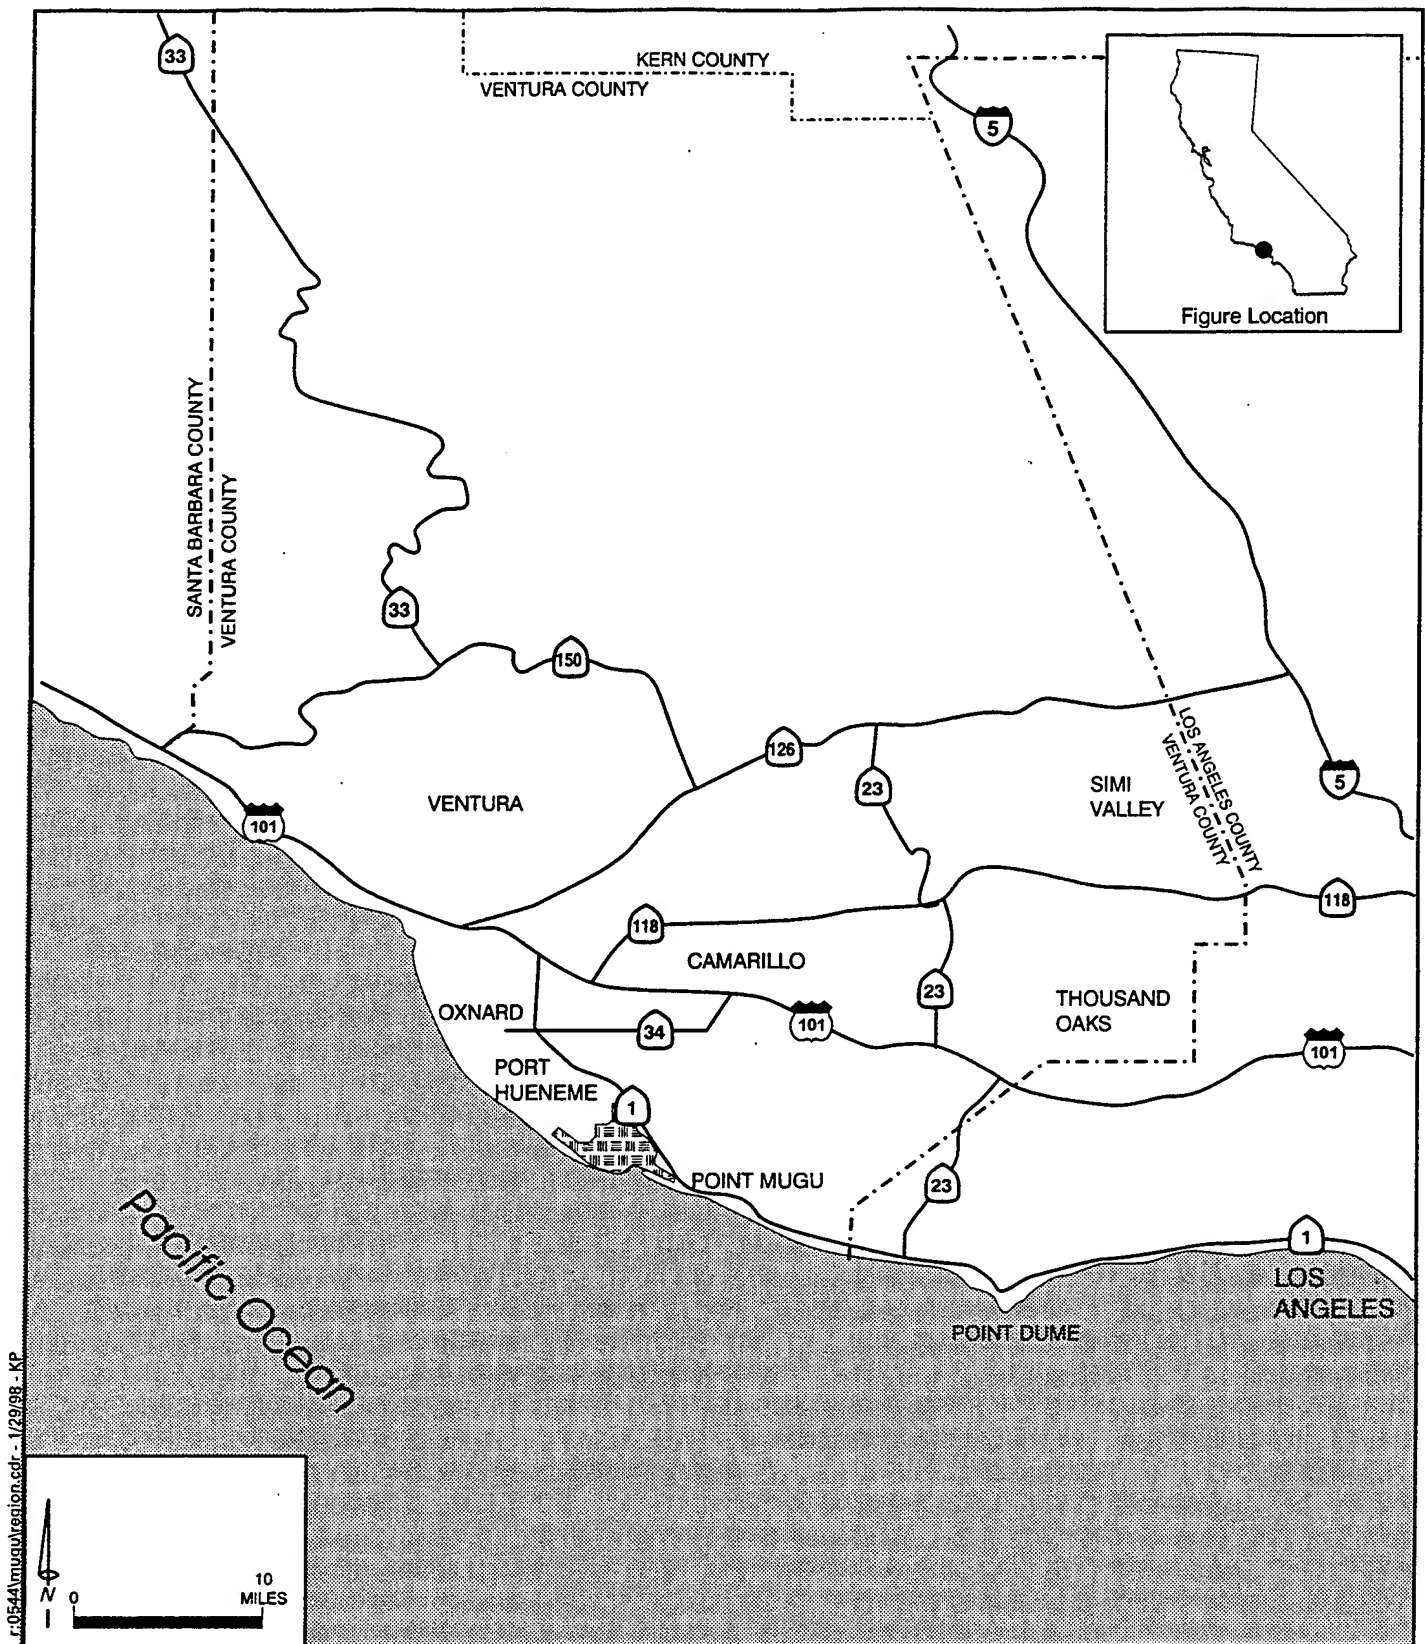 33
KERN COUNTY
VENTURA COUNTY
5
Figure Location
SANTA BARBARA COUNTY
VENTURA COUNTY
33
150
126
23
LOS ANGELES COUNTY
VENTURA COUNTY
SIMI
VALLEY
5
VENTURA
101
118
118
CAMARILLO
23
THOUSAND
OAKS
OXNARD
34
101
101
PORT
HUENEME
1
POINT MUGU
23
1
LOS
ANGELES
POINT DUME
Pacific Ocean
N
0
10
MILES
r:0544\mugu\region.cdr - 1/29/98 - KP